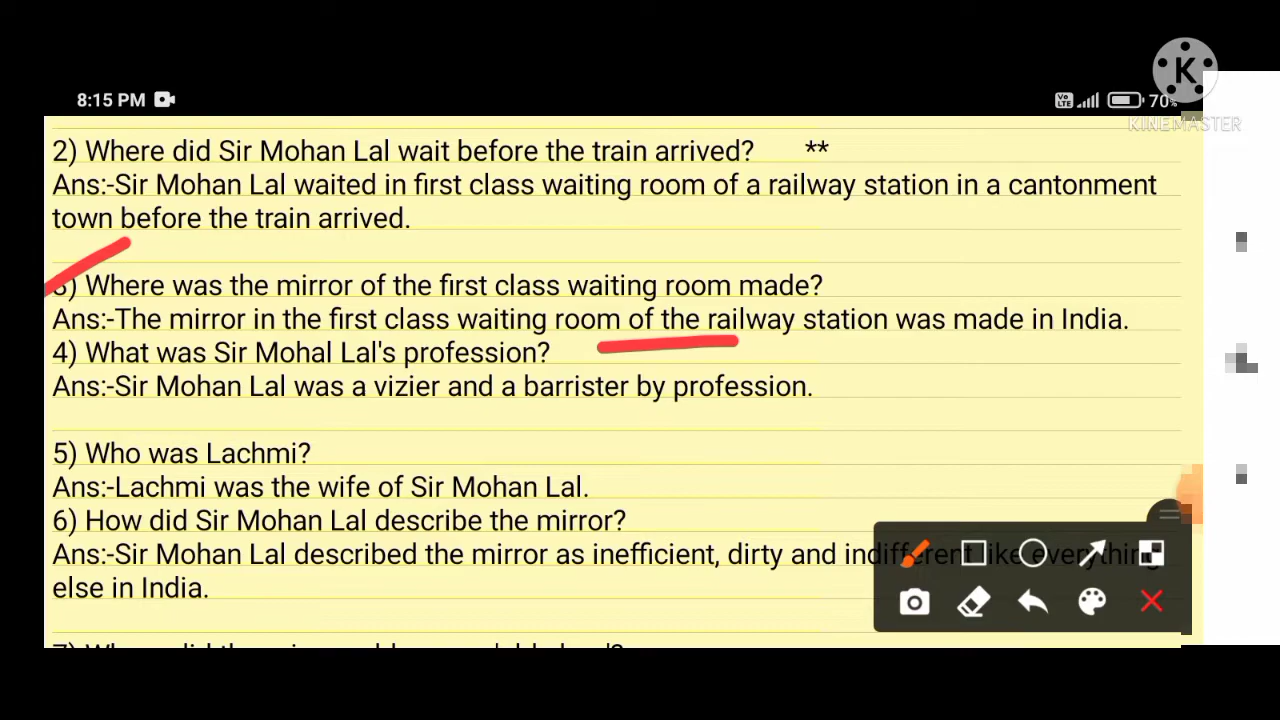 8:15 PM
Vo LTE
70%
K
KINEMASTER
2) Where did Sir Mohan Lal wait before the train arrived? **
Ans:-Sir Mohan Lal waited in first class waiting room of a railway station in a cantonment
town before the train arrived.
3) Where was the mirror of the first class waiting room made?
Ans:-The mirror in the first class waiting room of the railway station was made in India.
4) What was Sir Mohal Lal's profession?
Ans:-Sir Mohan Lal was a vizier and a barrister by profession.
5) Who was Lachmi?
Ans:-Lachmi was the wife of Sir Mohan Lal.
6) How did Sir Mohan Lal describe the mirror?
Ans:-Sir Mohan Lal described the mirror as inefficient, dirty and indifferent like everything
else in India.